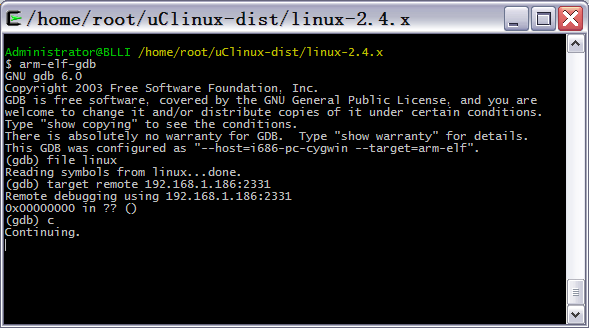 /home/root/uClinux-dist/linux-2.4.x
Administrator@BLLI /home/root/uClinux-dist/linux-2.4.x
$ arm-elf-gdb
GNU gdb 6.0
Copyright 2003 Free Software Foundation, Inc.
GDB is free software, covered by the GNU General Public License, and you are
welcome to change it and/or distribute copies of it under certain conditions.
Type "show copying" to see the conditions.
There is absolutely no warranty for GDB.  Type "show warranty" for details.
This GDB was configured as "--host=i686-pc-cygwin --target=arm-elf".
(gdb) file linux
Reading symbols from linux...done.
(gdb) target remote 192.168.1.186:2331
Remote debugging using 192.168.1.186:2331
0x00000000 in ?? ()
(gdb) c
Continuing.